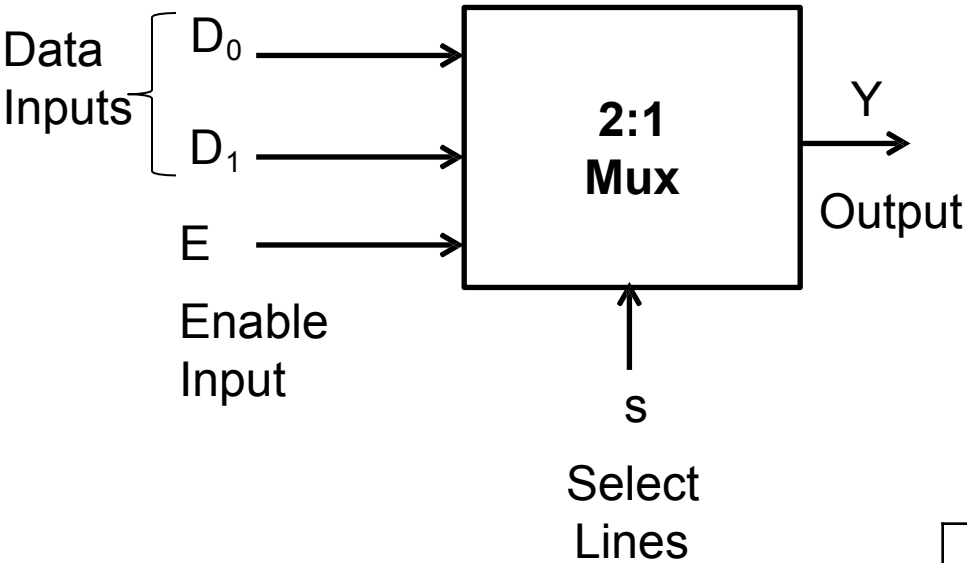 Data
Inputs
D₀
D₁
E
Enable
Input
2:1
Mux
Y
Output
s
Select
Lines